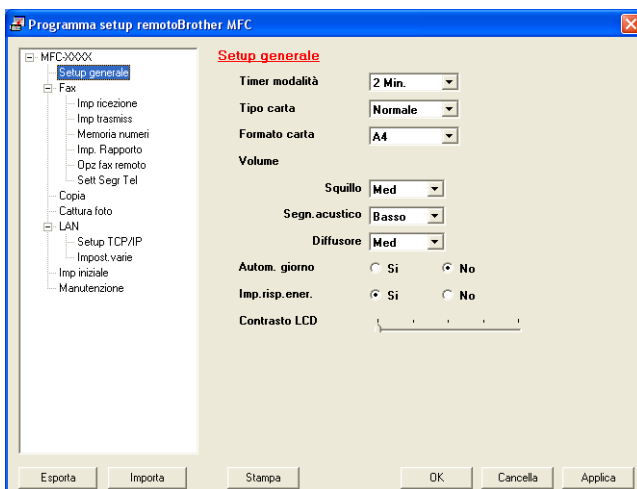 Programma setup remotoBrother MFC
MFC-XXXX
Setup generale
Fax
Imp ricezione
Imp trasmiss
Memoria numeri
Imp. Rapporto
Opz fax remoto
Sett Segr Tel
Copia
Cattura foto
LAN
Setup TCP/IP
Impost.varie
Imp iniziale
Manutenzione
Setup generale
Timer modalità 2 Min.
Tipo carta Normale
Formato carta A4
Volume
Squillo Med
Segn.acustico Basso
Diffusore Med
Autom. giorno Si No
Imp.risp.ener. Si No
Contrasto LCD
Esporta Importa Stampa OK Cancella Applica